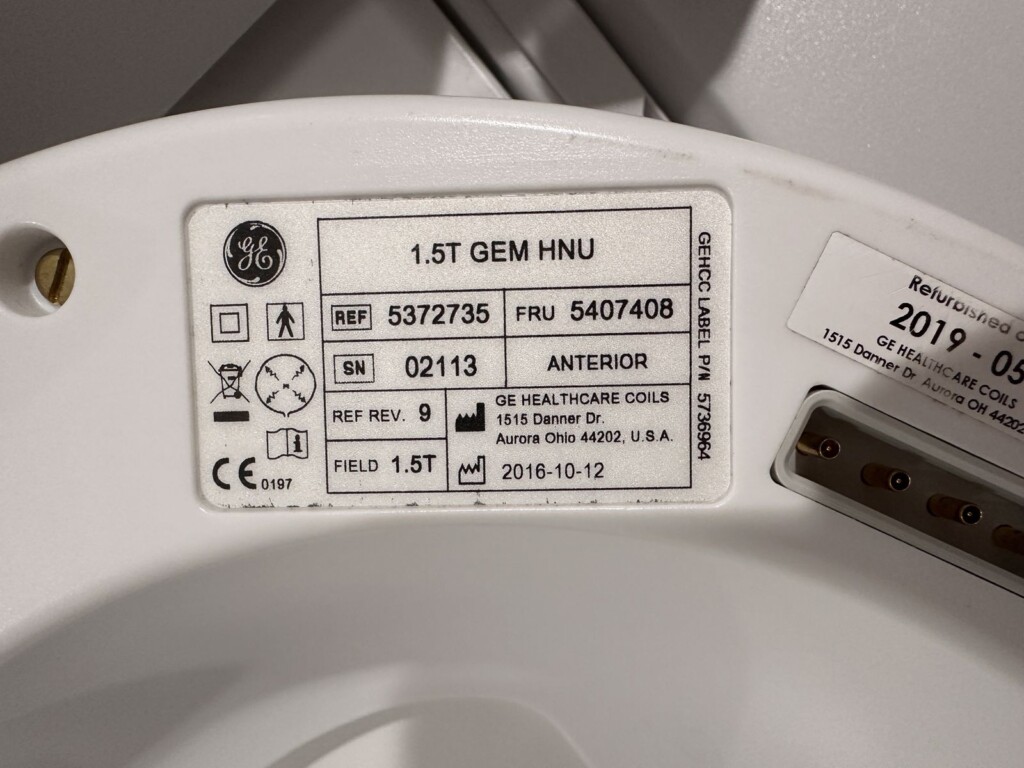 GE
1.5T GEM HNU
REF 5372735 FRU 5407408
SN 02113 ANTERIOR
REF REV. 9
FIELD 1.5T
GE HEALTHCARE COILS
1515 Danner Dr.
Aurora Ohio 44202, U.S.A.
2016-10-12
CE 0197
GEHCC LABEL P/N 5736964
Refurbished
2019-05
GE HEALTHCARE COILS
1515 Danner Dr. Aurora OH 44202